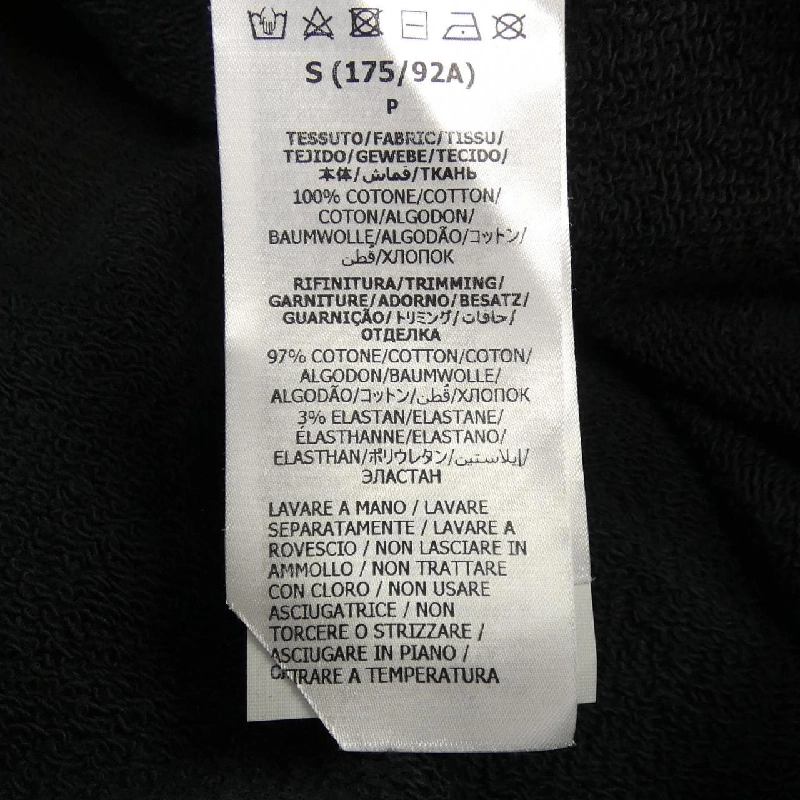 S (175/92A)
P
TESSUTO/FABRIC/TISSU/
TEJIDO/GEWEBE/TECIDO/
本体/قماش/ТКАНЬ
100% COTONE/COTTON/
COTON/ALGODON/
BAUMWOLLE/ALGODÃO/コットン/
قطن/ХЛОПОК
RIFINITURA/TRIMMING/
GARNITURE/ADORNO/BESATZ/
GUARNIÇÃO/トリミング/حافات/
ОТДЕЛКА
97% COTONE/COTTON/COTON/
ALGODON/BAUMWOLLE/
ALGODÃO/コットン/قطن/ХЛОПОК
3% ELASTAN/ELASTANE/
ÉLASTHANNE/ELASTANO/
ELASTHAN/ポリウレタン/إيلاستين/
ЭЛАСТАН
LAVARE A MANO / LAVARE
SEPARATAMENTE / LAVARE A
ROVESCIO / NON LASCIARE IN
AMMOLLO / NON TRATTARE
CON CLORO / NON USARE
ASCIUGATRICE / NON
TORCERE O STRIZZARE /
ASCIUGARE IN PIANO /
A TEMPERATURA